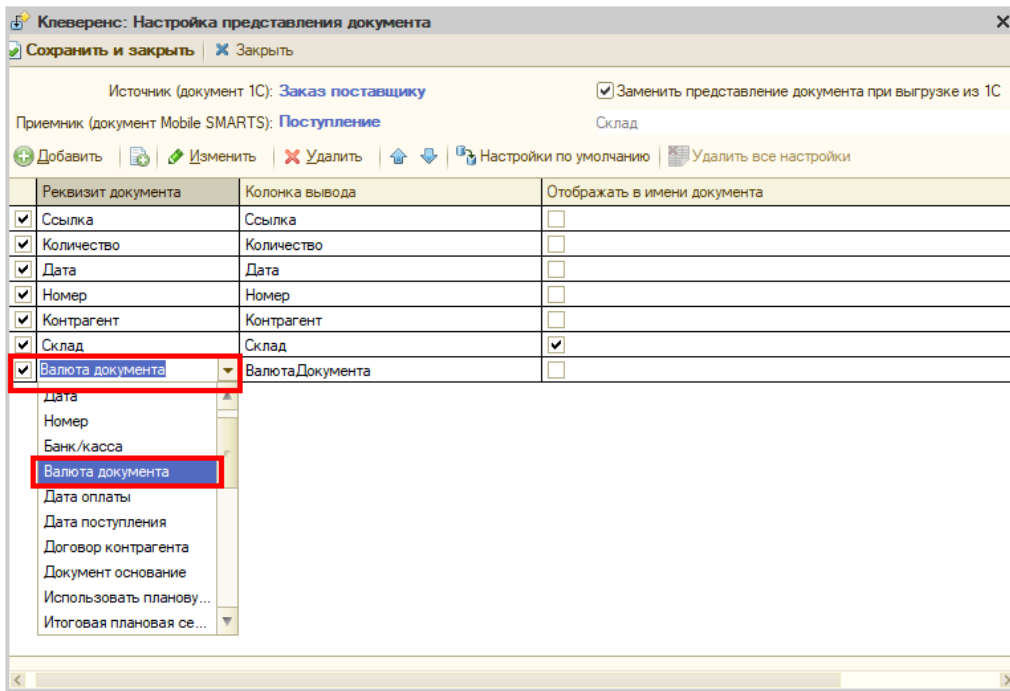 Клеверенс: Настройка представления документа
Сохранить и закрыть Закрыть
Источник (документ 1С): Заказ поставщику Заменить представление документа при выгрузке из 1С
Приемник (документ Mobile SMARTS): Поступление Склад
Добавить Изменить Удалить Настройки по умолчанию Удалить все настройки
Реквизит документа Колонка вывода Отображать в имени документа
Ссылка Ссылка
Количество Количество
Дата Дата
Номер Номер
Контрагент Контрагент
Склад Склад
Валюта документа ВалютаДокумента
Дата
Номер
Банк/касса
Валюта документа
Дата оплаты
Дата поступления
Договор контрагента
Документ основание
Использовать планову...
Итоговая плановая се...